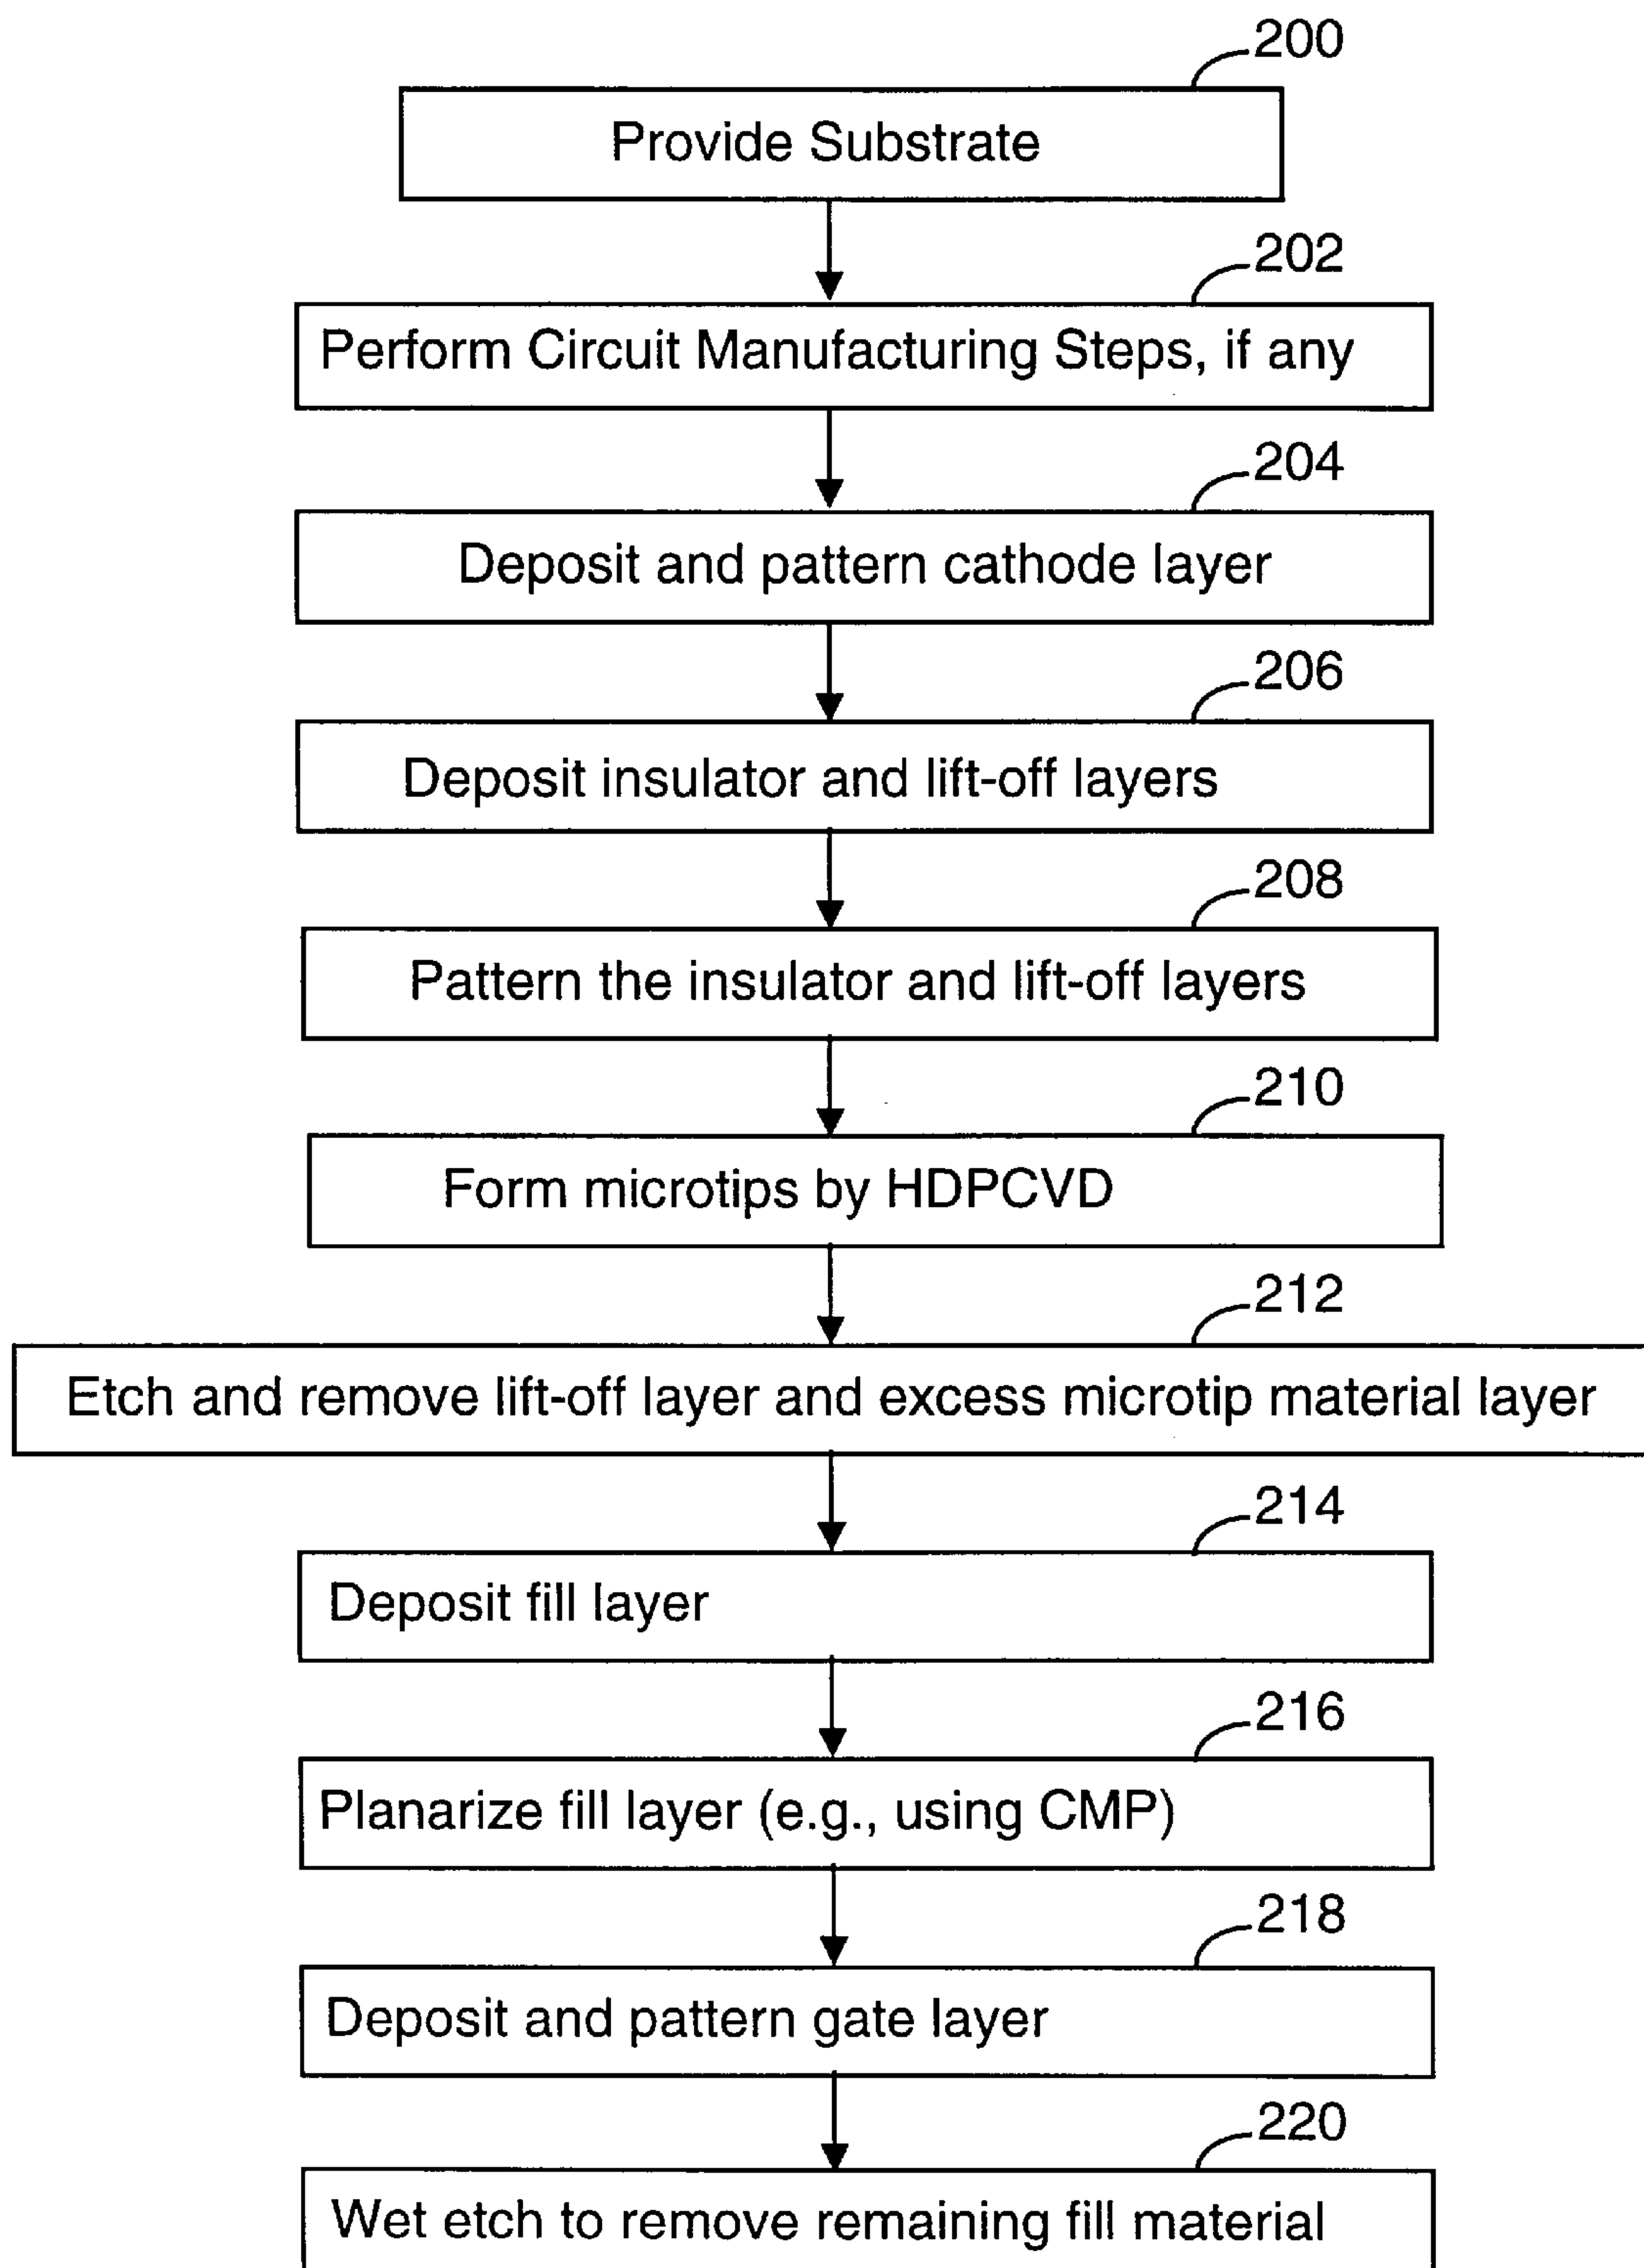 200
Provide Substrate
202
Perform Circuit Manufacturing Steps, if any
204
Deposit and pattern cathode layer
206
Deposit insulator and lift-off layers
208
Pattern the insulator and lift-off layers
210
Form microtips by HDPCVD
212
Etch and remove lift-off layer and excess microtip material layer
214
Deposit fill layer
216
Planarize fill layer (e.g., using CMP)
218
Deposit and pattern gate layer
220
Wet etch to remove remaining fill material